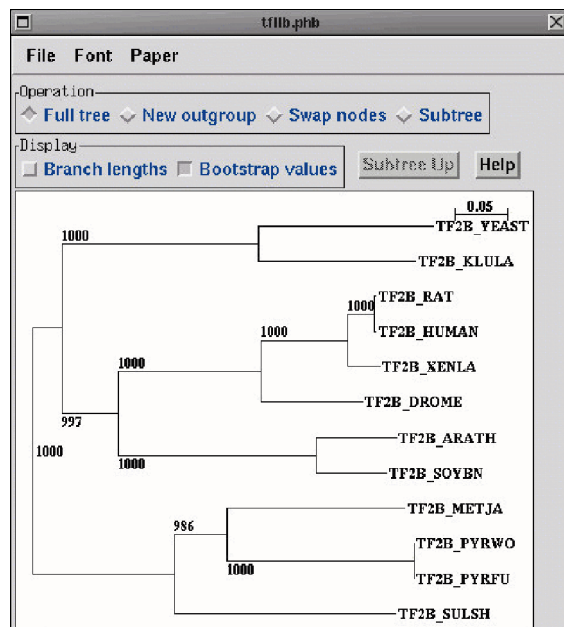 tfIIb.phb
File Font Paper
Operation
Full tree New outgroup Swap nodes Subtree
Display
Branch lengths Bootstrap values Subtree Up Help
0.05
1000 TF2B_YEAST
TF2B_KLULA
1000 TF2B_RAT
1000 TF2B_HUMAN
1000 TF2B_XENLA
TF2B_DROME
997
1000 TF2B_ARATH
1000 TF2B_SOYBN
TF2B_METJA
986
TF2B_PYRWO
1000 TF2B_PYRFU
TF2B_SULSH